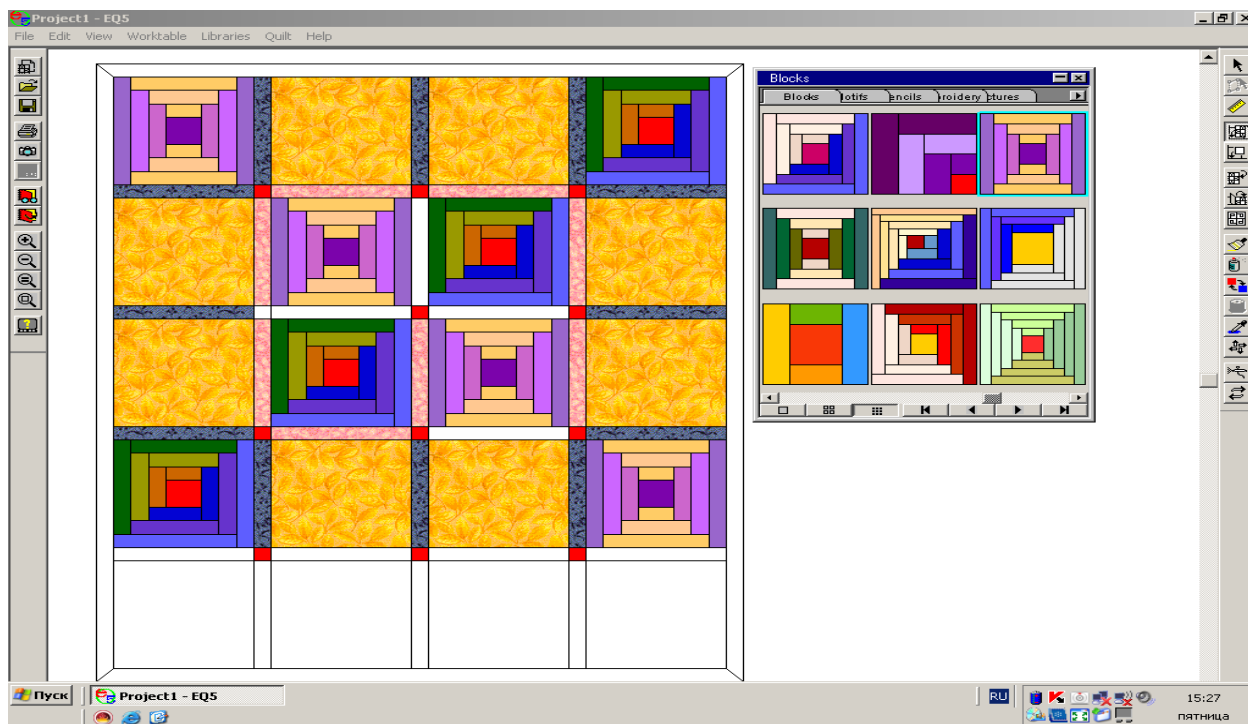 Project1 - EQ5
File Edit View Worktable Libraries Quilt Help
Blocks
Blocks otifs encils roidery ctures
Пуск
Project1 - EQ5
RU
15:27
пятница